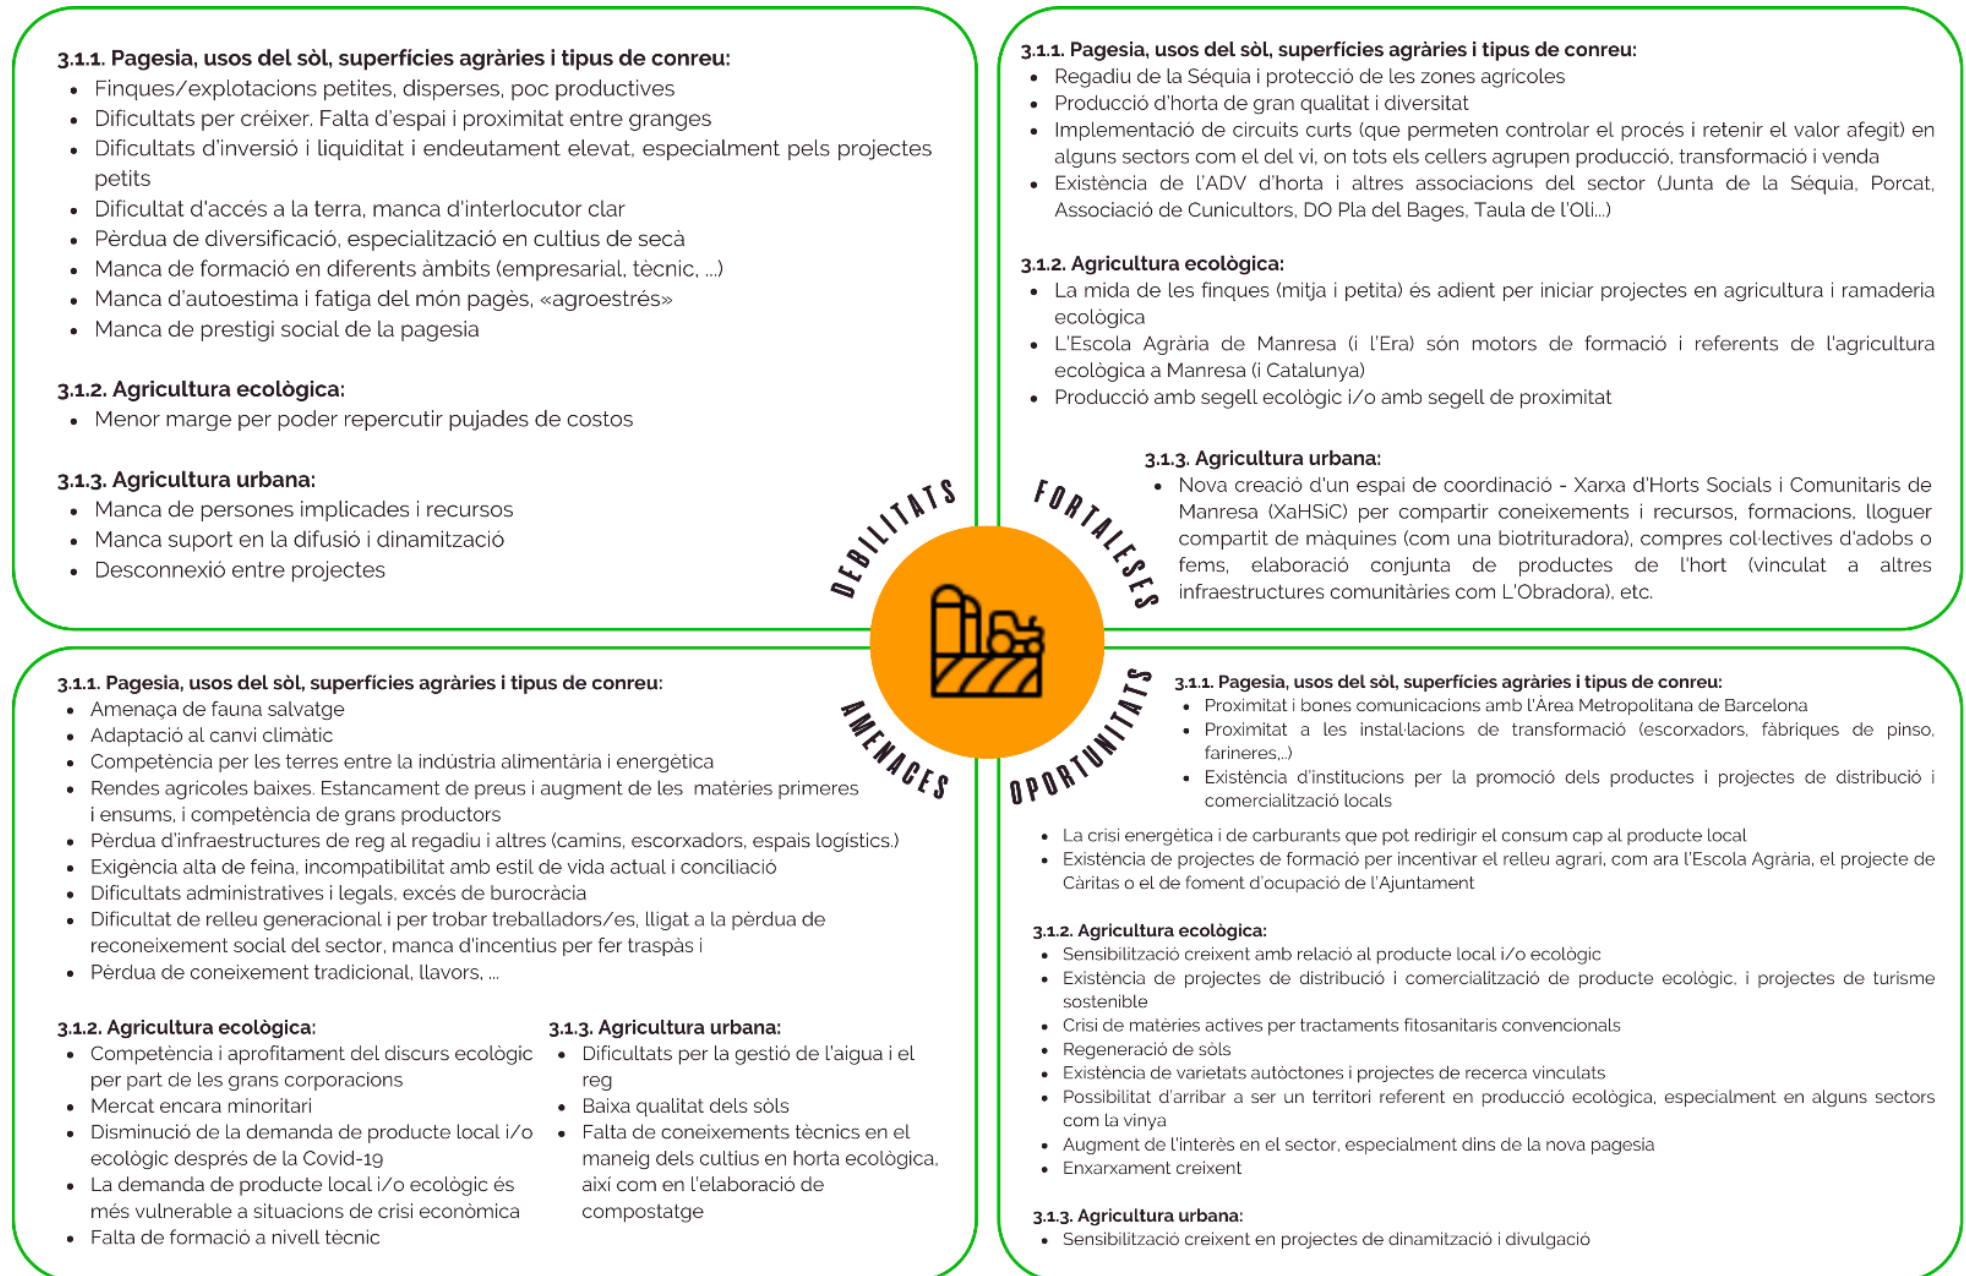 3.1.1. Pagesia, usos del sòl, superfícies agràries i tipus de conreu:
• Finques/explotacions petites, disperses, poc productives
• Dificultats per créixer. Falta d'espai i proximitat entre granges
• Dificultats d'inversió i liquiditat i endeutament elevat, especialment pels projectes
petits
• Dificultat d'accés a la terra, manca d'interlocutor clar
• Pèrdua de diversificació, especialització en cultius de secà
• Manca de formació en diferents àmbits (empresarial, tècnic, ...)
• Manca d'autoestima i fatiga del món pagès, «agroestrés»
• Manca de prestigi social de la pagesia
3.1.2. Agricultura ecològica:
• Menor marge per poder repercutir pujades de costos
3.1.3. Agricultura urbana:
• Manca de persones implicades i recursos
• Manca suport en la difusió i dinamització
• Desconnexió entre projectes
DEBILITATS
3.1.1. Pagesia, usos del sòl, superfícies agràries i tipus de conreu:
• Regadiu de la Séquia i protecció de les zones agrícoles
• Producció d'horta de gran qualitat i diversitat
• Implementació de circuits curts (que permeten controlar el procés i retenir el valor afegit) en
alguns sectors com el del vi, on tots els cellers agrupen producció, transformació i venda
• Existència de l'ADV d'horta i altres associacions del sector (Junta de la Séquia, Porcat,
Associació de Cunicultors, DO Pla del Bages, Taula de l'Oli...)
3.1.2. Agricultura ecològica:
• La mida de les finques (mitja i petita) és adient per iniciar projectes en agricultura i ramaderia
ecològica
• L'Escola Agrària de Manresa (i l'Era) són motors de formació i referents de l'agricultura
ecològica a Manresa (i Catalunya)
• Producció amb segell ecològic i/o amb segell de proximitat
3.1.3. Agricultura urbana:
• Nova creació d'un espai de coordinació - Xarxa d'Horts Socials i Comunitaris de
Manresa (XaHSiC) per compartir coneixements i recursos, formacions, lloguer
compartit de màquines (com una biotrituradora), compres col·lectives d'adobs o
fems, elaboració conjunta de productes de l'hort (vinculat a altres
infraestructures comunitàries com L'Obradora), etc.
FORTALESES
3.1.1. Pagesia, usos del sòl, superfícies agràries i tipus de conreu:
• Amenaça de fauna salvatge
• Adaptació al canvi climàtic
• Competència per les terres entre la indústria alimentària i energètica
• Rendes agrícoles baixes. Estancament de preus i augment de les matèries primeres
i ensums, i competència de grans productors
• Pèrdua d'infraestructures de reg al regadiu i altres (camins, escorxadors, espais logístics.)
• Exigència alta de feina, incompatibilitat amb estil de vida actual i conciliació
• Dificultats administratives i legals, excés de burocràcia
• Dificultat de relleu generacional i per trobar treballadors/es, lligat a la pèrdua de
reconeixement social del sector, manca d'incentius per fer traspàs i
• Pèrdua de coneixement tradicional, llavors, ...
3.1.2. Agricultura ecològica:
• Competència i aprofitament del discurs ecològic
per part de les grans corporacions
• Mercat encara minoritari
• Disminució de la demanda de producte local i/o
ecològic després de la Covid-19
• La demanda de producte local i/o ecològic és
més vulnerable a situacions de crisi econòmica
• Falta de formació a nivell tècnic
3.1.3. Agricultura urbana:
• Dificultats per la gestió de l'aigua i el
reg
• Baixa qualitat dels sòls
• Falta de coneixements tècnics en el
maneig dels cultius en horta ecològica,
així com en l'elaboració de
compostatge
AMENACES
3.1.1. Pagesia, usos del sòl, superfícies agràries i tipus de conreu:
• Proximitat i bones comunicacions amb l'Àrea Metropolitana de Barcelona
• Proximitat a les instal·lacions de transformació (escorxadors, fàbriques de pinso,
farineres,..)
• Existència d'institucions per la promoció dels productes i projectes de distribució i
comercialització locals
• La crisi energètica i de carburants que pot redirigir el consum cap al producte local
• Existència de projectes de formació per incentivar el relleu agrari, com ara l'Escola Agrària, el projecte de
Càritas o el de foment d'ocupació de l'Ajuntament
3.1.2. Agricultura ecològica:
• Sensibilització creixent amb relació al producte local i/o ecològic
• Existència de projectes de distribució i comercialització de producte ecològic, i projectes de turisme
sostenible
• Crisi de matèries actives per tractaments fitosanitaris convencionals
• Regeneració de sòls
• Existència de varietats autòctones i projectes de recerca vinculats
• Possibilitat d'arribar a ser un territori referent en producció ecològica, especialment en alguns sectors
com la vinya
• Augment de l'interès en el sector, especialment dins de la nova pagesia
• Enxarxament creixent
3.1.3. Agricultura urbana:
• Sensibilització creixent en projectes de dinamització i divulgació
OPORTUNITATS